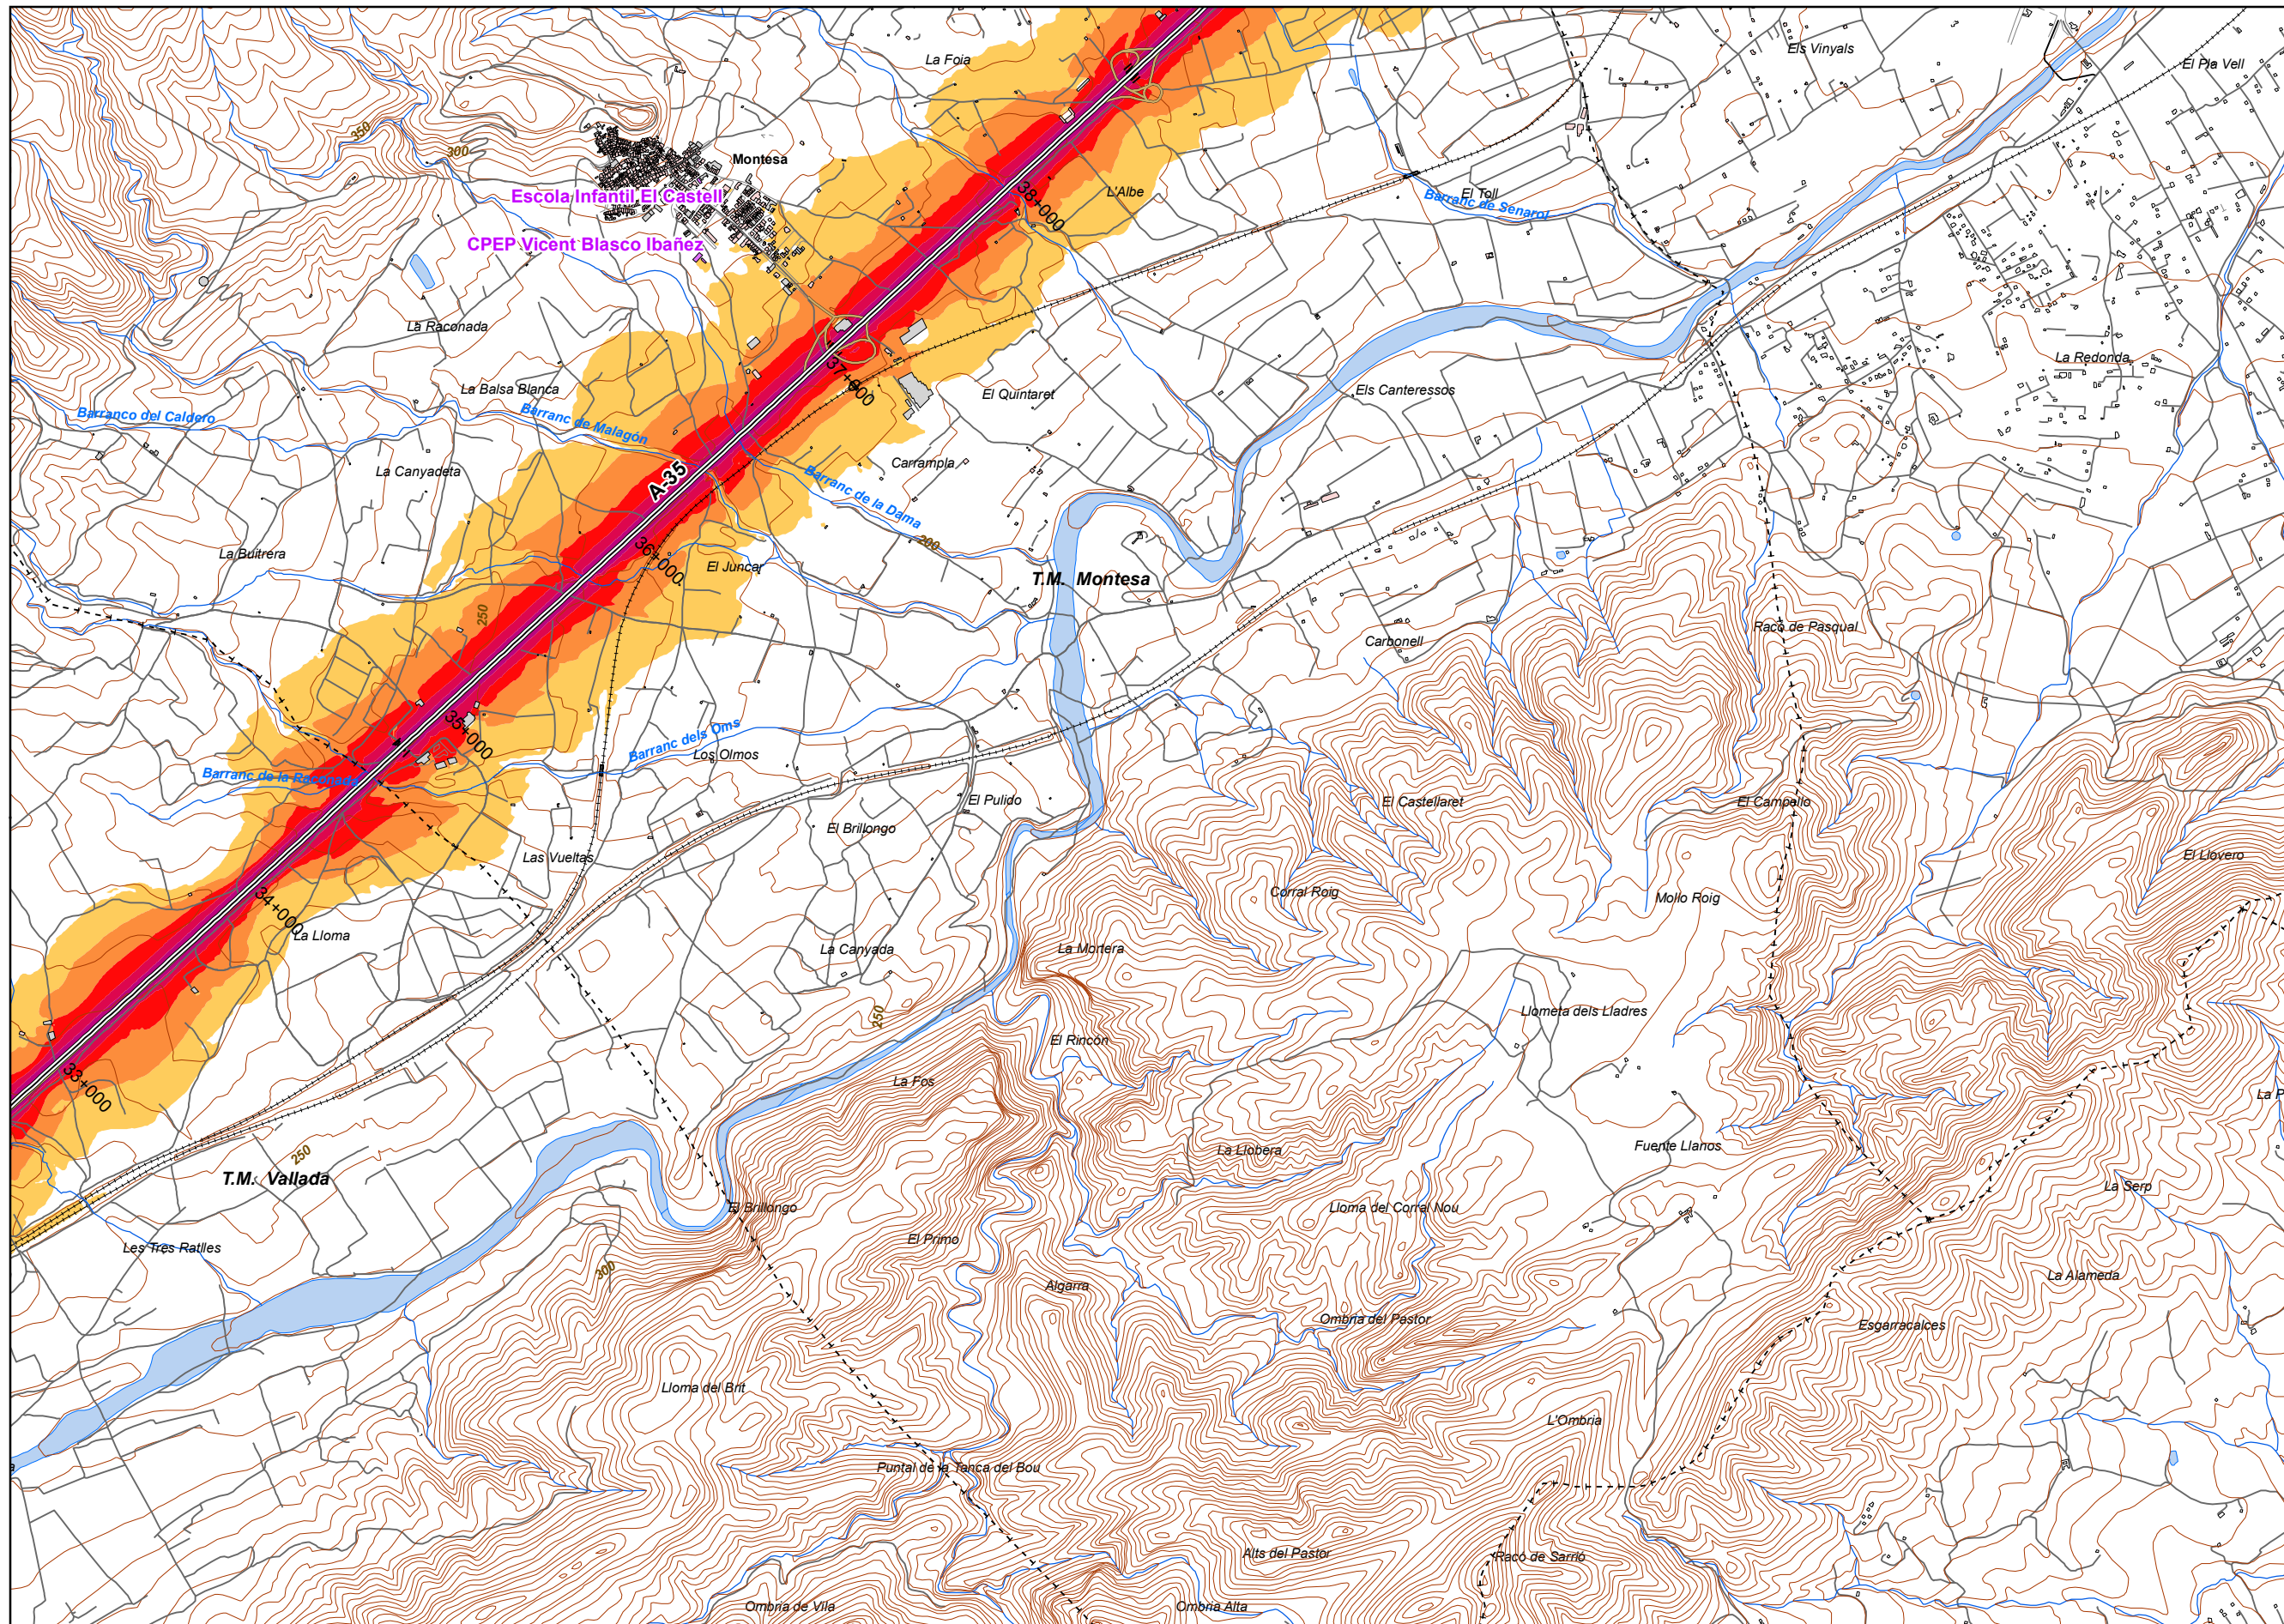 La Foia
Els Vinyals
El Pla Vell
350
300
Montesa
Escola Infantil El Castell
38+000
L'Albe
El Toll
Barranc de Senarol
CPEP Vicent Blasco Ibañez
La Raconada
La Redonda
37+000
La Balsa Blanca
El Quintaret
Els Canteressos
Barranco del Caldero
Barranc de Malagón
La Canyadeta
A-35
Carrampla
Barranc de la Dama
200
La Buitrera
36+000
El Juncar
T.M. Montesa
250
Carbonell
Racó de Pasqual
35+000
Barranc dels Oms
Los Olmos
Barranc de la Raconada
El Pulido
El Castellaret
El Campello
El Brillongo
Las Vueltas
El Llovero
34+000
Corral Roig
Mollo Roig
La Lloma
La Canyada
La Mortera
250
Llometa dels Lladres
El Rincón
33+000
La Fos
La P
250
La Llobera
Fuente Llanos
T.M. Vallada
La Serp
El Brillongo
Lloma del Corral Nou
Les Tres Ratlles
El Primo
300
Algarra
La Alameda
Ombria del Pastor
Esgarracalces
Lloma del Brit
L'Ombria
a
Puntal de la Tanca del Bou
Alts del Pastor
Racó de Sarrió
Ombria de Vila
Ombria Alta